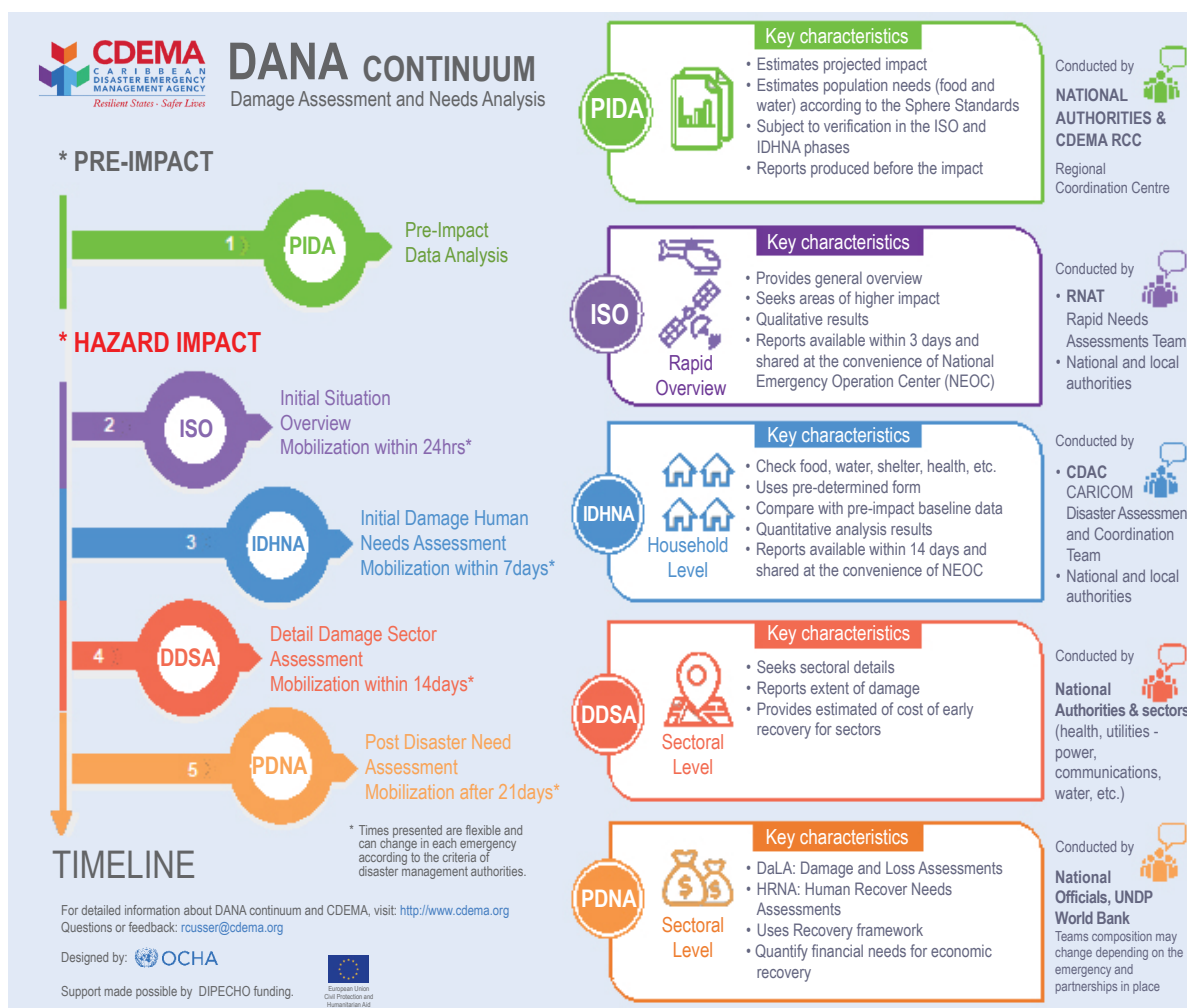 CDEMA
CARIBBEAN
DISASTER EMERGENCY
MANAGEMENT AGENCY
Resilient States - Safer Lives
DANA CONTINUUM
Damage Assessment and Needs Analysis
* PRE-IMPACT
1
PIDA
Pre-Impact
Data Analysis
* HAZARD IMPACT
2
ISO
Initial Situation
Overview
Mobilization within 24hrs*
3
IDHNA
Initial Damage Human
Needs Assessment
Mobilization within 7days*
4
DDSA
Detail Damage Sector
Assessment
Mobilization within 14days*
5
PDNA
Post Disaster Need
Assessment
Mobilization after 21days*
* Times presented are flexible and
can change in each emergency
according to the criteria of
disaster management authorities.
TIMELINE
For detailed information about DANA continuum and CDEMA, visit: http://www.cdema.org
Questions or feedback: rcusser@cdema.org
Designed by: OCHA
Support made possible by DIPECHO funding.
European Union
Civil Protection and
Humanitarian Aid
PIDA
Key characteristics
• Estimates projected impact
• Estimates population needs (food and
water) according to the Sphere Standards
• Subject to verification in the ISO and
IDHNA phases
• Reports produced before the impact
Conducted by
NATIONAL
AUTHORITIES &
CDEMA RCC
Regional
Coordination Centre
ISO
Rapid
Overview
Key characteristics
• Provides general overview
• Seeks areas of higher impact
• Qualitative results
• Reports available within 3 days and
shared at the convenience of National
Emergency Operation Center (NEOC)
Conducted by
• RNAT
Rapid Needs
Assessments Team
• National and local
authorities
IDHNA
Household
Level
Key characteristics
• Check food, water, shelter, health, etc.
• Uses pre-determined form
• Compare with pre-impact baseline data
• Quantitative analysis results
• Reports available within 14 days and
shared at the convenience of NEOC
Conducted by
• CDAC
CARICOM
Disaster Assessmen
and Coordination
Team
• National and local
authorities
DDSA
Sectoral
Level
Key characteristics
• Seeks sectoral details
• Reports extent of damage
• Provides estimated of cost of early
recovery for sectors
Conducted by
National
Authorities & sectors
(health, utilities -
power,
communications,
water, etc.)
PDNA
Sectoral
Level
Key characteristics
• DaLA: Damage and Loss Assessments
• HRNA: Human Recover Needs
Assessments
• Uses Recovery framework
• Quantify financial needs for economic
recovery
Conducted by
National
Officials, UNDP
World Bank
Teams composition may
change depending on the
emergency and
partnerships in place